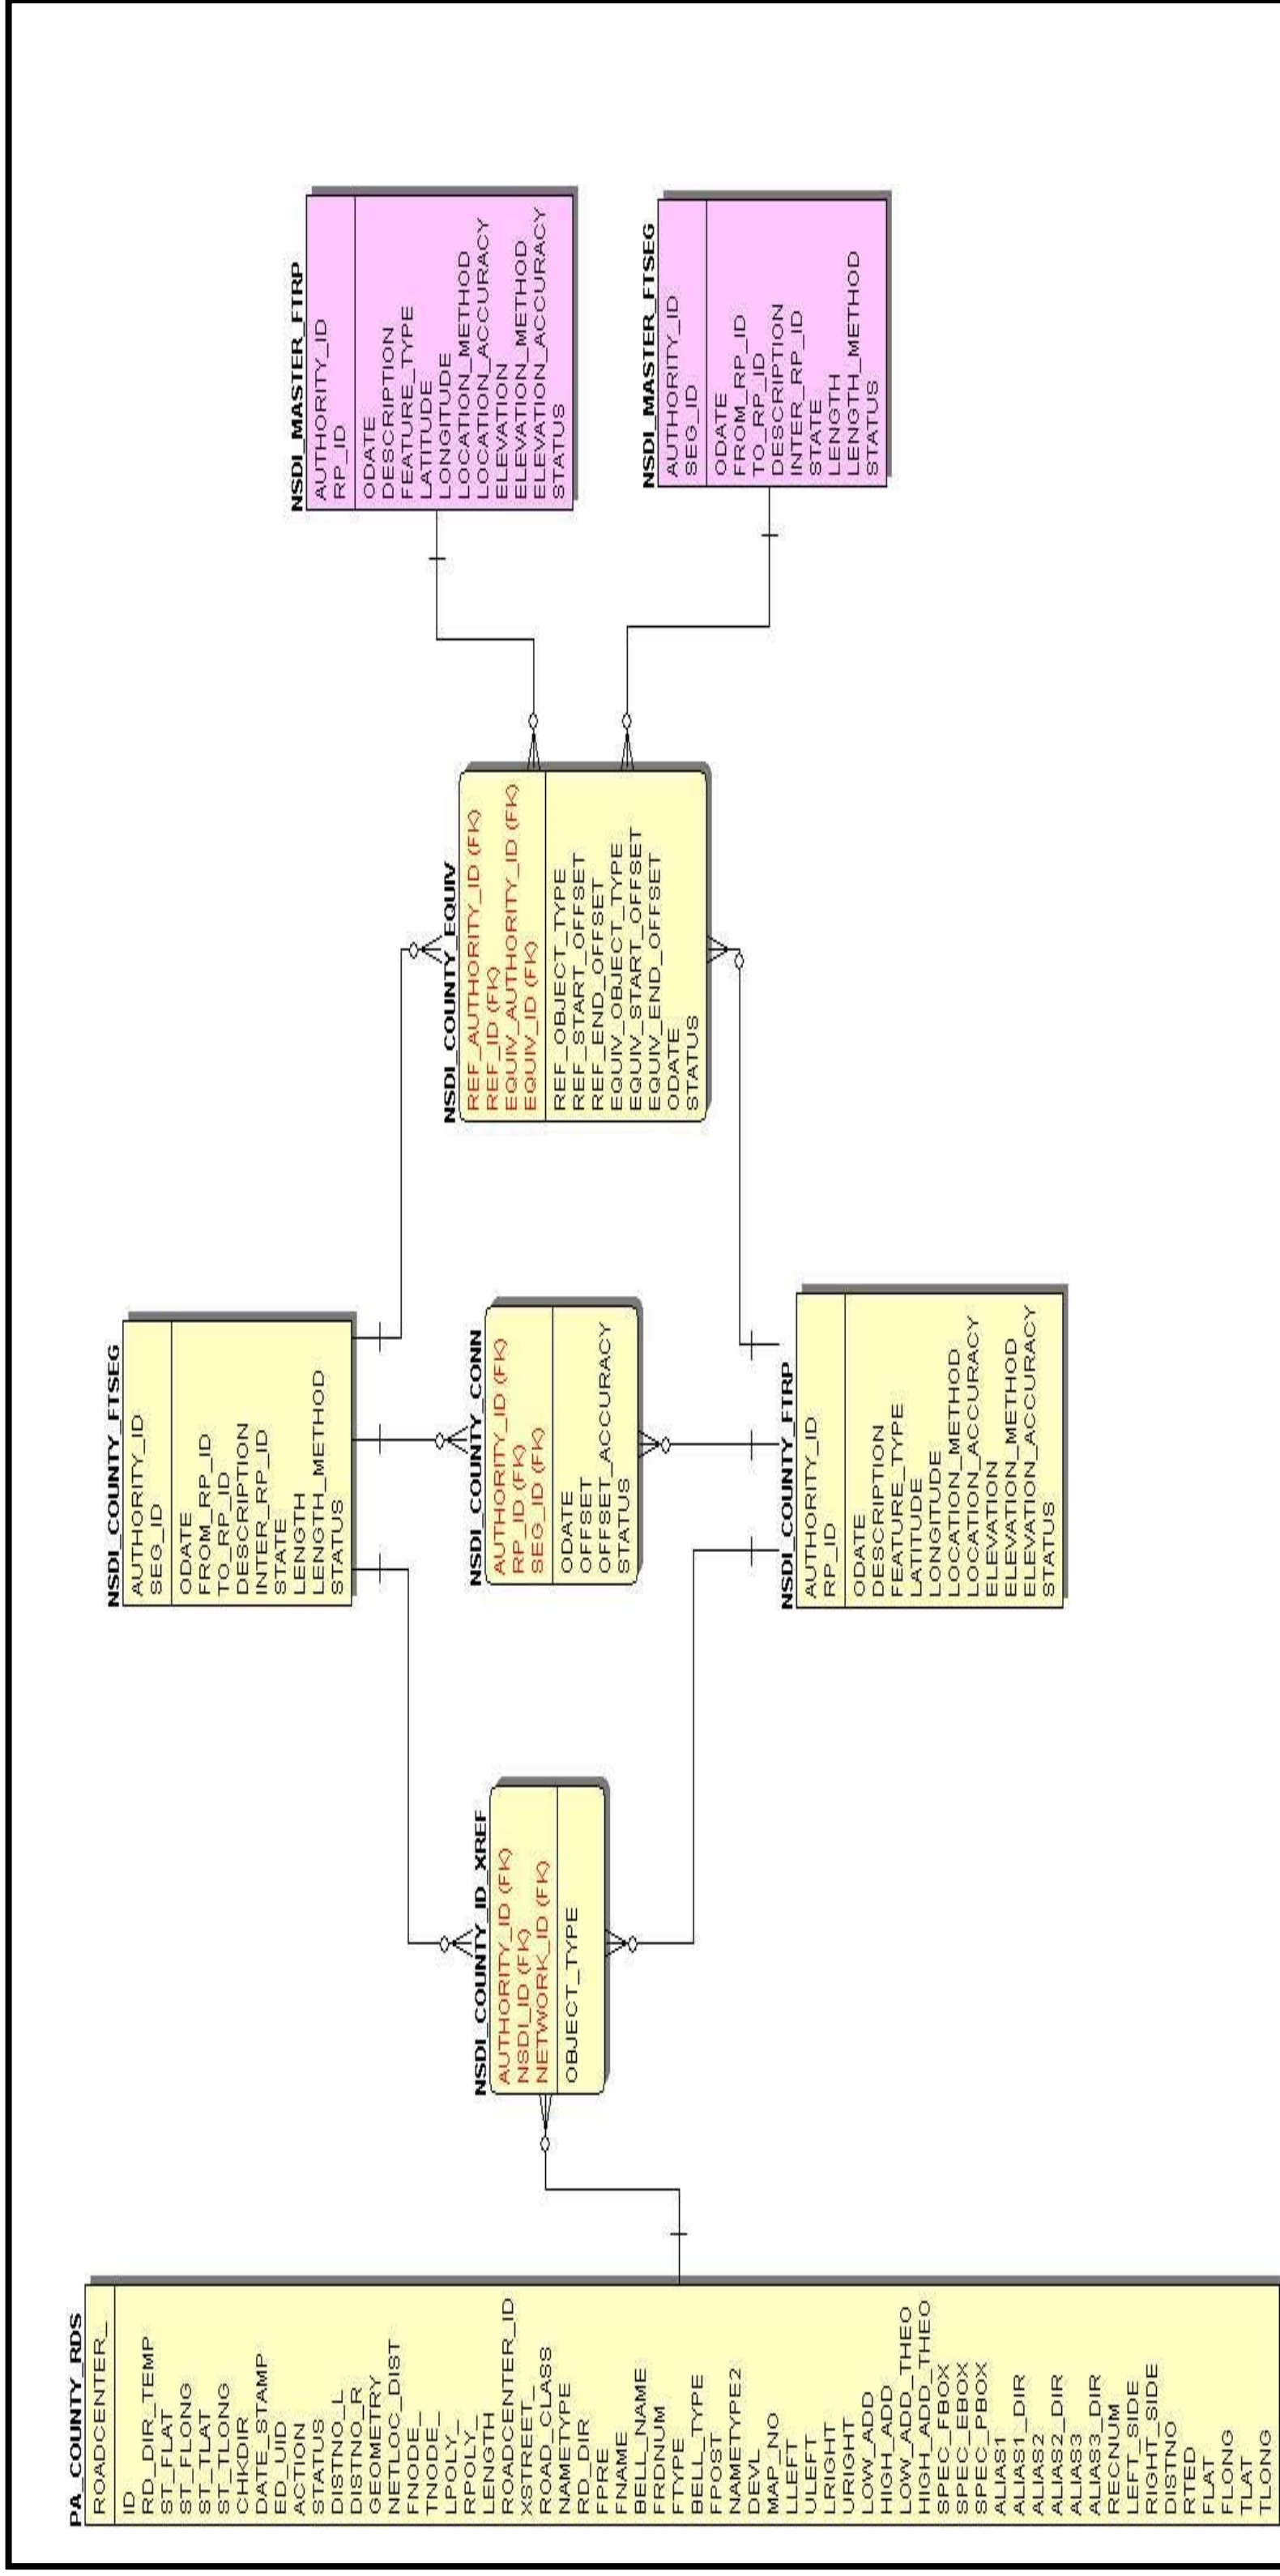 PA_COUNTY_RDS
ROADCENTER_
ID
RD_DIR_TEMP
ST_FLAT
ST_FLONG
ST_TLAT
ST_TLONG
CHKDIR
DATE_STAMP
ED_UID
ACTION
STATUS
DISTNO_L
DISTNO_R
GEOMETRY
NETLOC_DIST
FNODE_
TNODE_
LPOLY_
RPOLY_
LENGTH
ROADCENTER_ID
XSTREET_
ROAD_CLASS
NAMETYPE
RD_DIR
FPRE
FNAME
BELL_NAME
FRDNUM
FTYPE
BELL_TYPE
FPOST
NAMETYPE2
DEVL
MAP_NO
LLEFT
ULEFT
LRIGHT
URIGHT
LOW_ADD
HIGH_ADD
LOW_ADD_THEO
HIGH_ADD_THEO
SPEC_FBOX
SPEC_EBOX
SPEC_PBOX
ALIAS1
ALIAS1_DIR
ALIAS2
ALIAS2_DIR
ALIAS3
ALIAS3_DIR
RECNUM
LEFT_SIDE
RIGHT_SIDE
DISTNO
RTED
FLAT
FLONG
TLAT
TLONG
NSDI_COUNTY_ID_XREF
AUTHORITY_ID (FK)
NSDI_ID (FK)
NETWORK_ID (FK)
OBJECT_TYPE
NSDI_COUNTY_FTSEG
AUTHORITY_ID
SEG_ID
ODATE
FROM_RP_ID
TO_RP_ID
DESCRIPTION
INTER_RP_ID
STATE
LENGTH
LENGTH_METHOD
STATUS
NSDI_COUNTY_CONN
AUTHORITY_ID (FK)
RP_ID (FK)
SEG_ID (FK)
ODATE
OFFSET
OFFSET_ACCURACY
STATUS
NSDI_COUNTY_FTRP
AUTHORITY_ID
RP_ID
ODATE
DESCRIPTION
FEATURE_TYPE
LATITUDE
LONGITUDE
LOCATION_METHOD
LOCATION_ACCURACY
ELEVATION
ELEVATION_METHOD
ELEVATION_ACCURACY
STATUS
NSDI_COUNTY_EQUIV
REF_AUTHORITY_ID (FK)
REF_ID (FK)
EQUIV_AUTHORITY_ID (FK)
EQUIV_ID (FK)
REF_OBJECT_TYPE
REF_START_OFFSET
REF_END_OFFSET
EQUIV_OBJECT_TYPE
EQUIV_START_OFFSET
EQUIV_END_OFFSET
ODATE
STATUS
NSDI_MASTER_FTRP
AUTHORITY_ID
RP_ID
ODATE
DESCRIPTION
FEATURE_TYPE
LATITUDE
LONGITUDE
LOCATION_METHOD
LOCATION_ACCURACY
ELEVATION
ELEVATION_METHOD
ELEVATION_ACCURACY
STATUS
NSDI_MASTER_FTSEG
AUTHORITY_ID
SEG_ID
ODATE
FROM_RP_ID
TO_RP_ID
DESCRIPTION
INTER_RP_ID
STATE
LENGTH
LENGTH_METHOD
STATUS